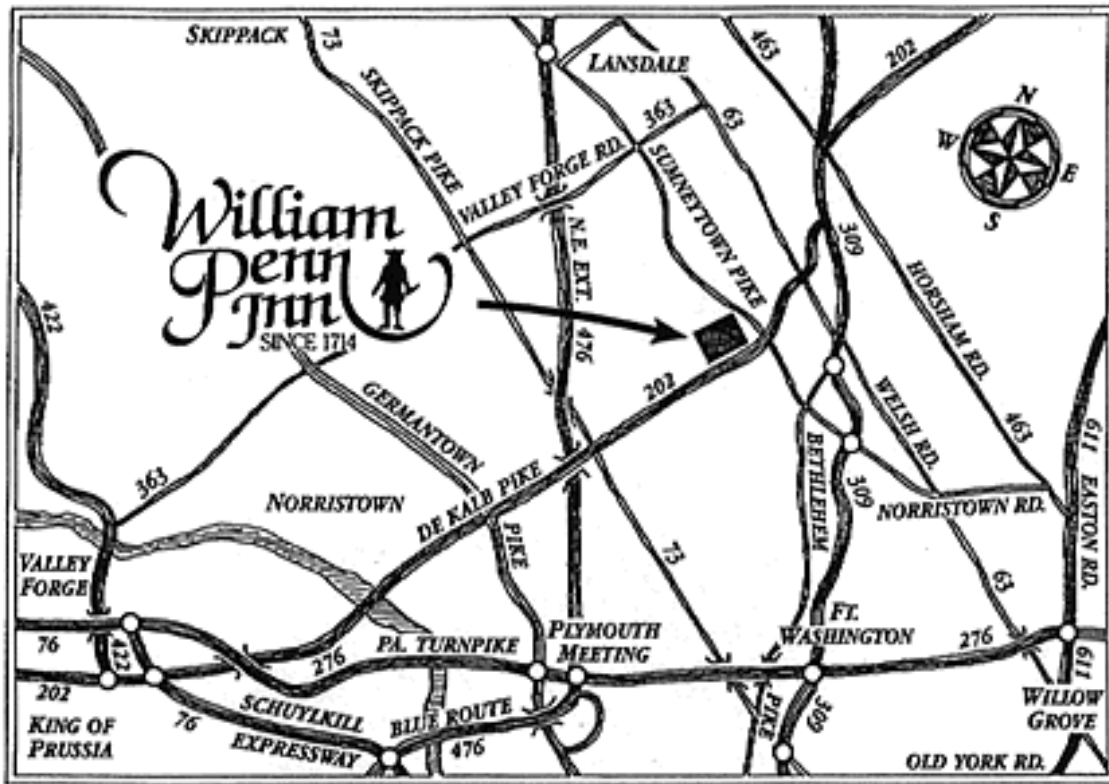 SKIPPACK
73
463
202
LANSDALE
SKIPPACK PIKE
363
63
N
W
E
S
VALLEY FORGE RD.
SUMNEYTOWN PIKE
William
Penn
Inn
SINCE 1714
N.E. EXT.
476
309
HORSHAM RD.
422
202
GERMANTOWN
PIKE
363
NORRISTOWN
DE KALB PIKE
WELSH RD.
463
611
EASTON RD.
BETHLEHEM
PIKE
309
NORRISTOWN RD.
VALLEY
FORGE
73
63
76
422
276
PA. TURNPIKE
PLYMOUTH
MEETING
FT.
WASHINGTON
276
202
KING OF
PRUSSIA
76
SCHUYLKILL
EXPRESSWAY
BLUE ROUTE
476
309
611
WILLOW
GROVE
OLD YORK RD.